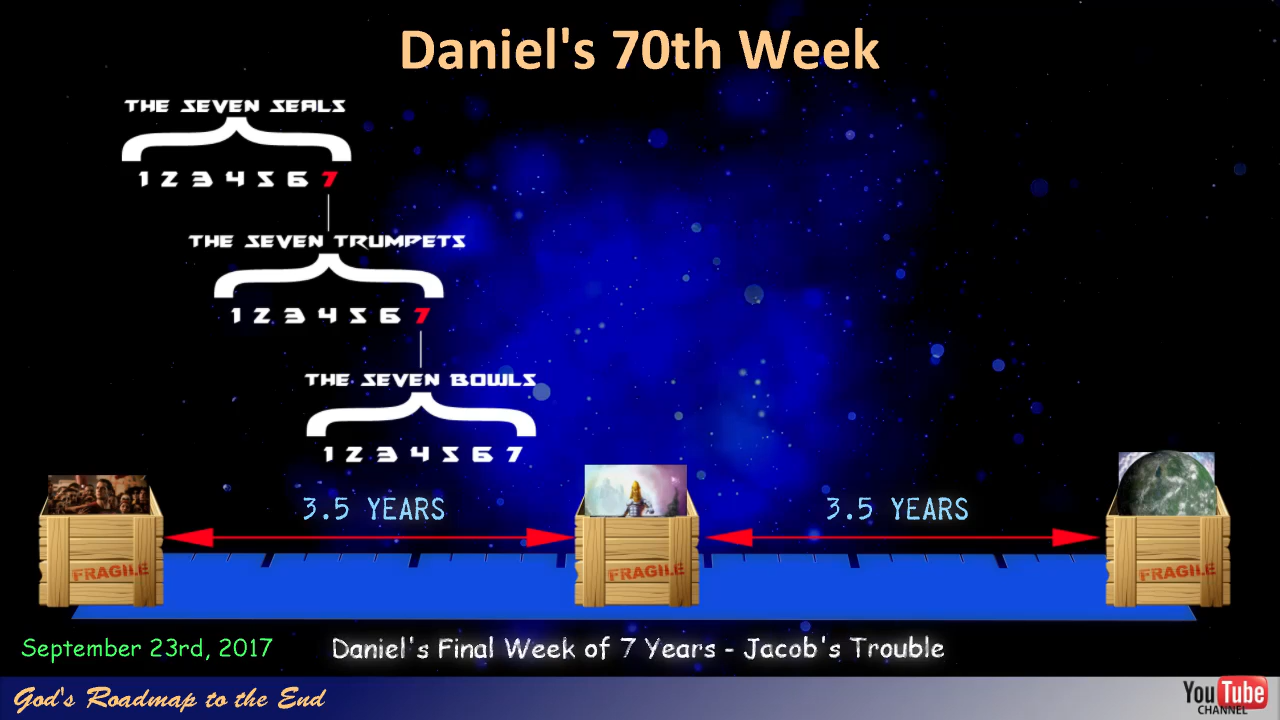 Daniel's 70th Week
THE SEVEN SEALS
1 2 3 4 5 6 7
THE SEVEN TRUMPETS
1 2 3 4 5 6 7
THE SEVEN BOWLS
1 2 3 4 5 6 7
3.5 YEARS
3.5 YEARS
FRAGILE
FRAGILE
FRAGILE
September 23rd, 2017
Daniel's Final Week of 7 Years - Jacob's Trouble
God's Roadmap to the End
YouTube
CHANNEL